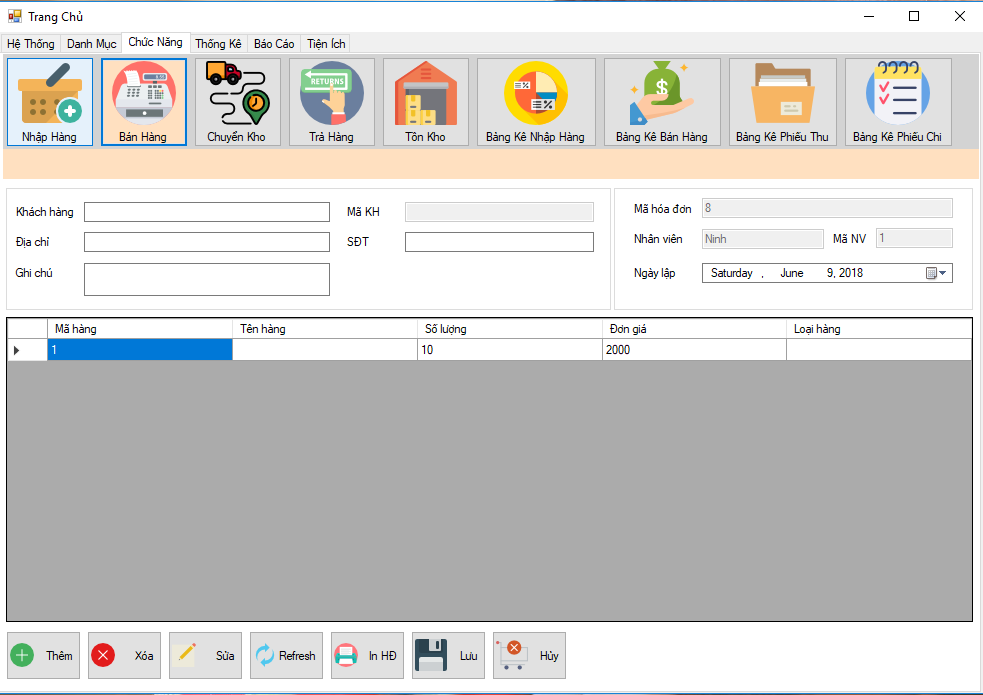 Trang Chủ
Hệ Thống Danh Mục Chức Năng Thống Kê Báo Cáo Tiện Ích
RETURNS
Nhập Hàng Bán Hàng Chuyển Kho Trả Hàng Tồn Kho Bảng Kê Nhập Hàng Bảng Kê Bán Hàng Bảng Kê Phiếu Thu Bảng Kê Phiếu Chi
Khách hàng Mã KH Mã hóa đơn 8
Địa chỉ SĐT Nhân viên Ninh Mã NV 1
Ghi chú Ngày lập Saturday , June 9, 2018
Mã hàng Tên hàng Số lượng Đơn giá Loại hàng
1 10 2000
Thêm Xóa Sửa Refresh In HĐ Lưu Hủy